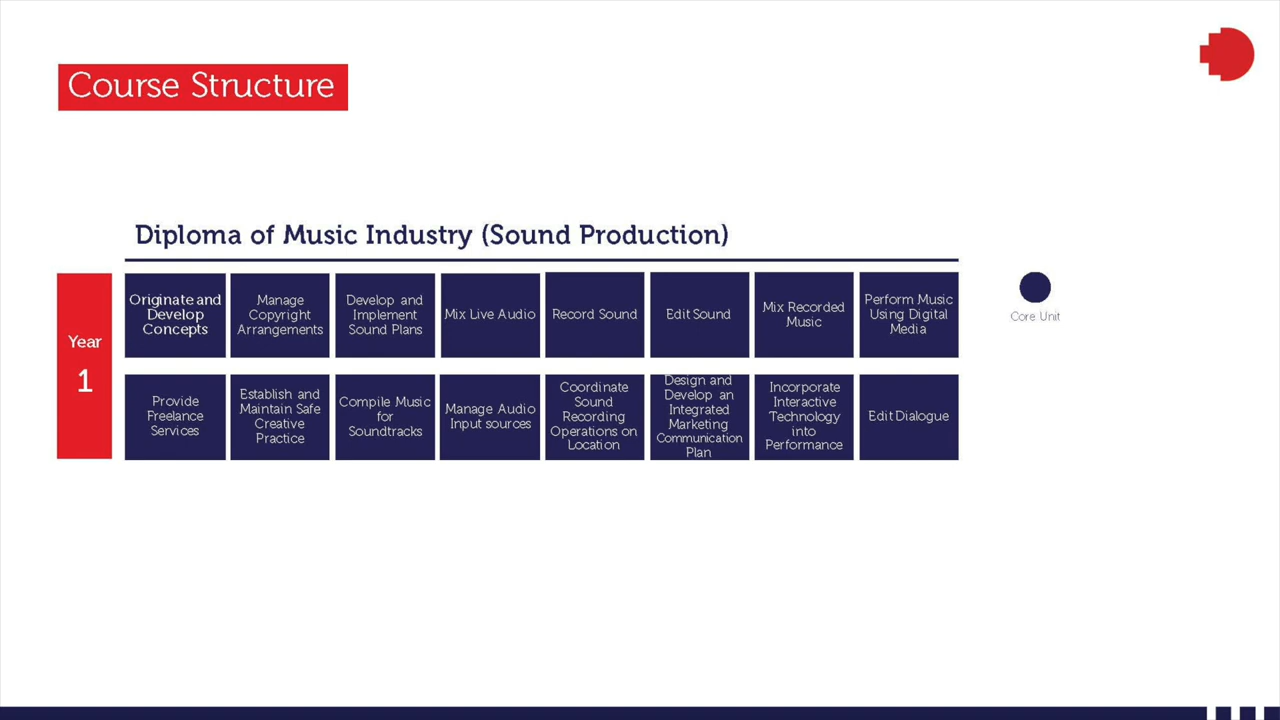 Course Structure
Diploma of Music Industry (Sound Production)
Year
1
Originate and
Develop
Concepts
Manage
Copyright
Arrangements
Develop and
Implement
Sound Plans
Mix Live Audio
Record Sound
Edit Sound
Mix Recorded
Music
Perform Music
Using Digital
Media
Provide
Freelance
Services
Establish and
Maintain Safe
Creative
Practice
Compile Music
for
Soundtracks
Manage Audio
Input sources
Coordinate
Sound
Recording
Operations on
Location
Design and
Develop an
Integrated
Marketing
Communication
Plan
Incorporate
Interactive
Technology
into
Performance
Edit Dialogue
Core Unit